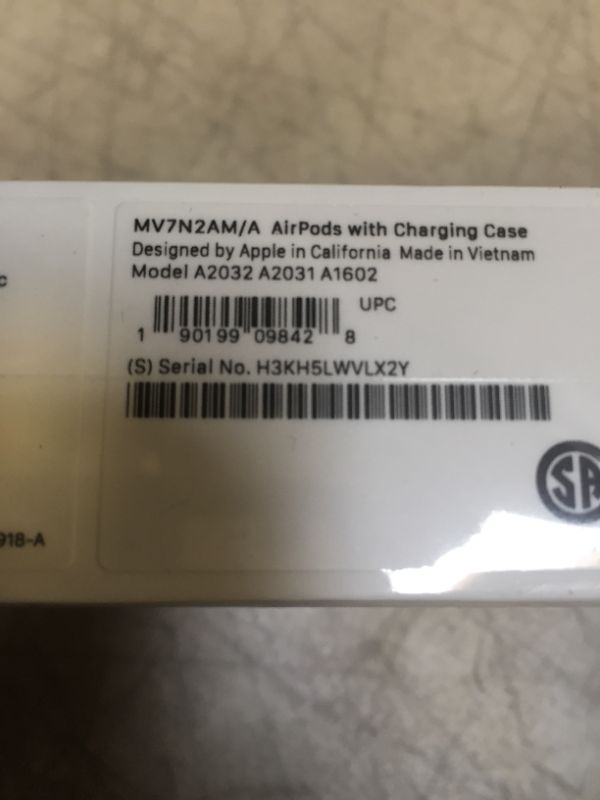 MV7N2AM/A AirPods with Charging Case
Designed by Apple in California Made in Vietnam
Model A2032 A2031 A1602
UPC
1 90199 09842 8
(S) Serial No. H3KH5LWVLX2Y
SA
918-A
c